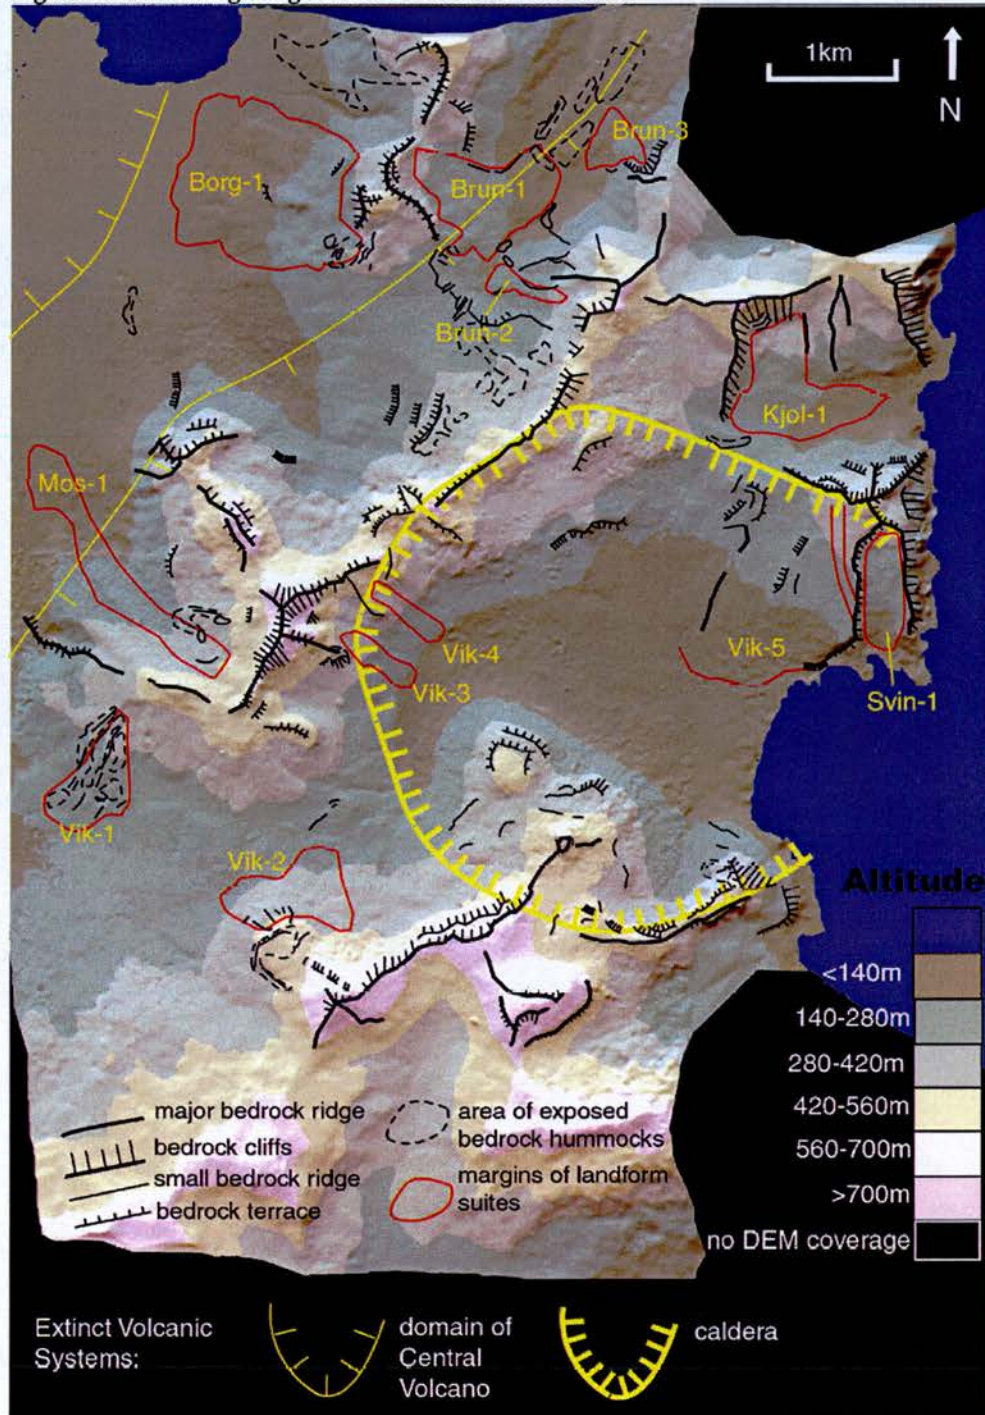 1km
N
Brun-3
Borg-1
Brun-1
Brun-2
Kjol-1
Mos-1
Vik-4
Vik-5
Vik-3
Svin-1
Vik-1
Vik-2
Altitude
<140m
140-280m
280-420m
420-560m
560-700m
>700m
no DEM coverage
major bedrock ridge
bedrock cliffs
small bedrock ridge
bedrock terrace
area of exposed
bedrock hummocks
margins of landform
suites
Extinct Volcanic
Systems:
domain of
Central
Volcano
caldera